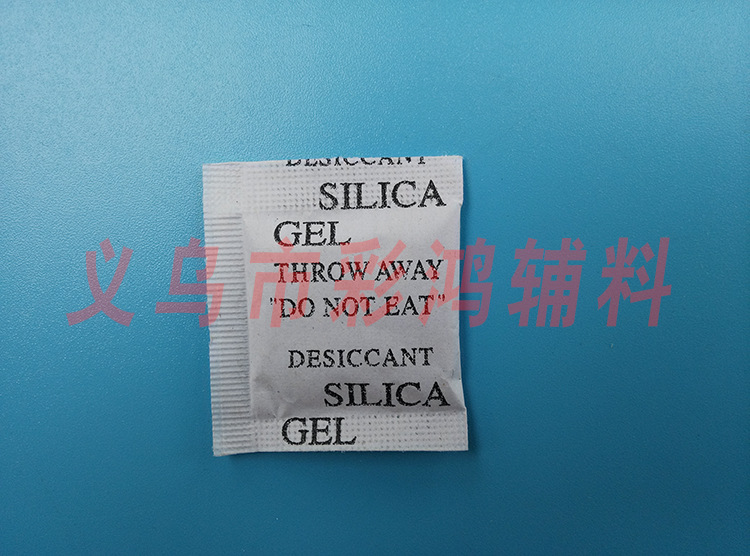 DESICCANT
SILICA
GEL
THROW AWAY
"DO NOT EAT"
DESICCANT
SILICA
GEL
义乌市彩鸿辅料